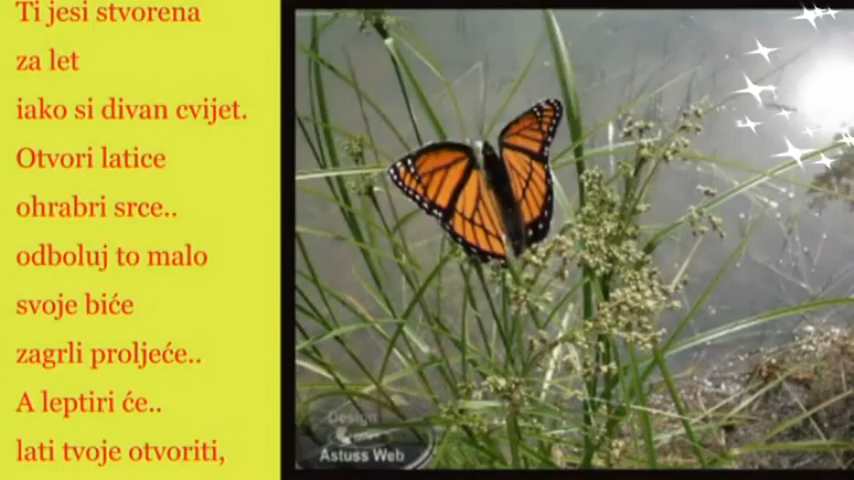 Ti jesi stvorena
za let
iako si divan cvijet.
Otvori latice
ohrabri srce..
odboluj to malo
svoje biće
zagrli proljeće..
A leptiri će..
lati tvoje otvoriti,
Design
Astuss Web